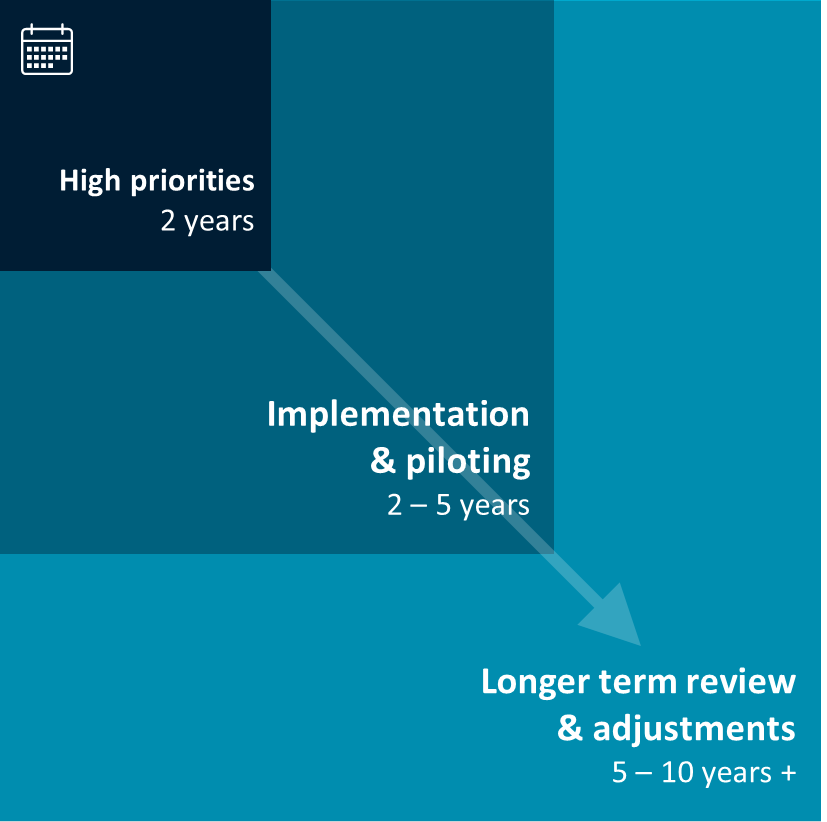 High priorities
2 years
Implementation
& piloting
2 – 5 years
Longer term review
& adjustments
5 – 10 years +